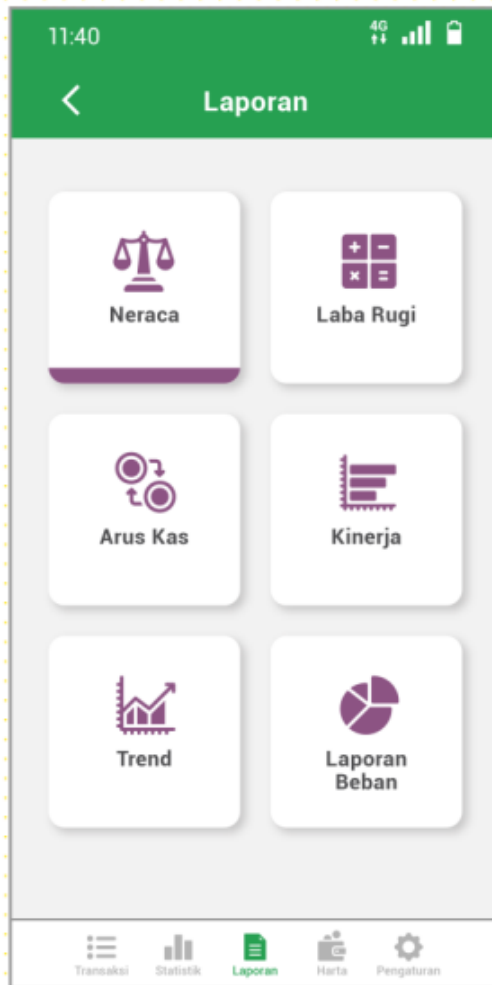 11:40
4G
Laporan
Neraca
Laba Rugi
Arus Kas
Kinerja
Trend
Laporan
Beban
Transaksi
Statistik
Laporan
Harta
Pengaturan